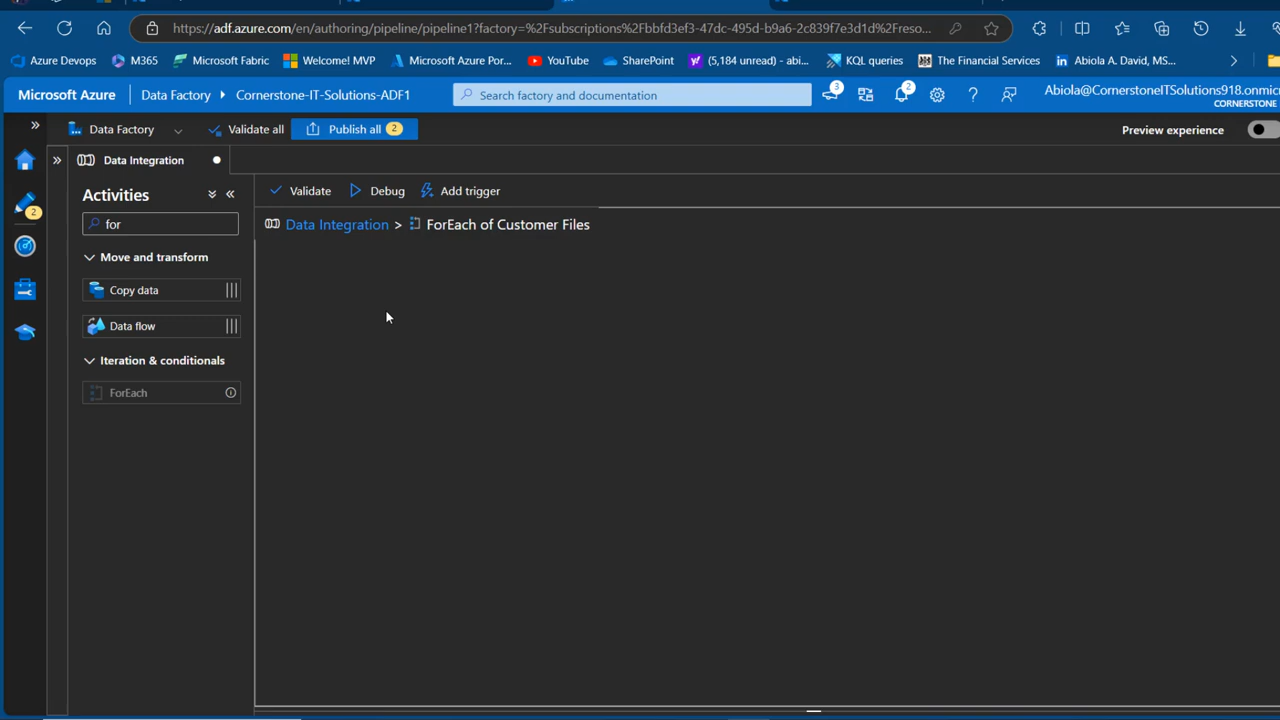 https://adf.azure.com/en/authoring/pipeline/pipeline1?factory=%2Fsubscriptions%2Fbbfd3ef3-47dc-495d-b9a6-2c839f7e3d1d%2Freso...
Azure Devops
M365
Microsoft Fabric
Welcome! MVP
Microsoft Azure Por...
YouTube
SharePoint
(5,184 unread) - abi...
KQL queries
The Financial Services
Abiola A. David, MS...
Microsoft Azure
Data Factory
Cornerstone-IT-Solutions-ADF1
Search factory and documentation
3
2
Abiola@CornerstoneITSolutions918.onmic
CORNERSTONE
Data Factory
Validate all
Publish all 2
Preview experience
Data Integration
2
Activities
Validate
Debug
Add trigger
for
Data Integration > ForEach of Customer Files
Move and transform
Copy data
Data flow
Iteration & conditionals
ForEach